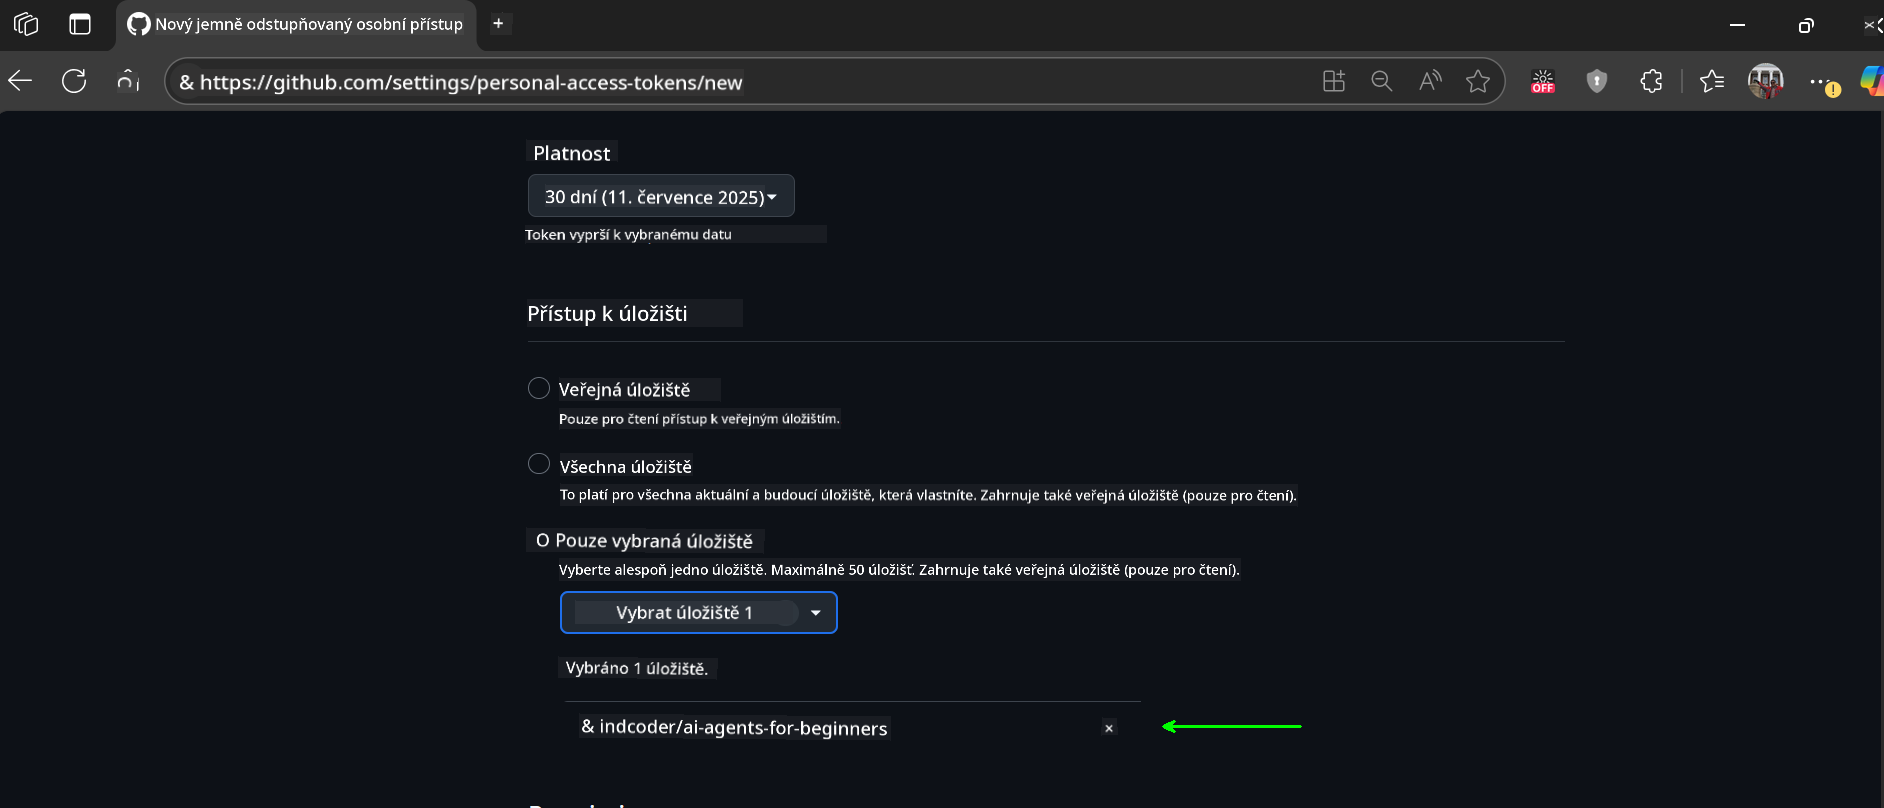 Nový jemně odstupňovaný osobní přístup
& https://github.com/settings/personal-access-tokens/new
OFF
Platnost
30 dní (11. července 2025)
Token vyprší k vybranému datu
Přístup k úložišti
Veřejná úložiště
Pouze pro čtení přístup k veřejným úložištím.
Všechna úložiště
To platí pro všechna aktuální a budoucí úložiště, která vlastníte. Zahrnuje také veřejná úložiště (pouze pro čtení).
O Pouze vybraná úložiště
Vyberte alespoň jedno úložiště. Maximálně 50 úložišť. Zahrnuje také veřejná úložiště (pouze pro čtení).
Vybrat úložiště 1
Vybráno 1 úložiště.
& indcoder/ai-agents-for-beginners